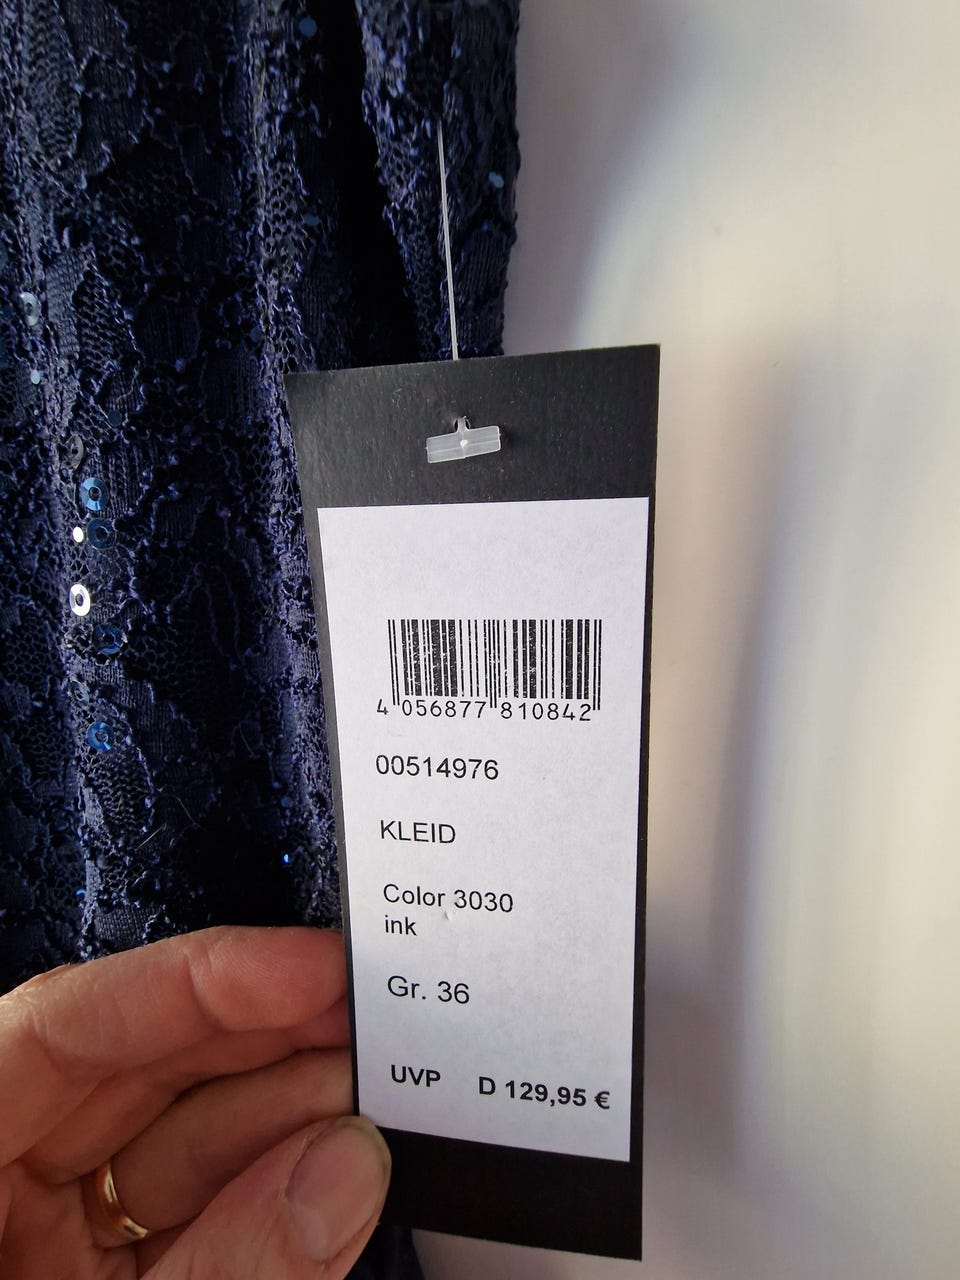 4 056877 810842
00514976
KLEID
Color 3030
ink
Gr. 36
UVP D 129,95 €